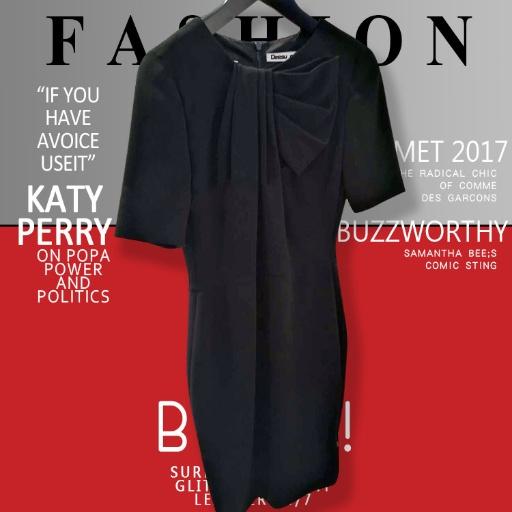 FASHION
“IF YOU
HAVE
AVOICE
USEIT”
KATY
PERRY
ON POPA
POWER
AND
POLITICS
MET 2017
HE RADICAL CHIC
OF COMME
DES GARCONS
BUZZWORTHY
SAMANTHA BEE;S
COMIC STING
B !